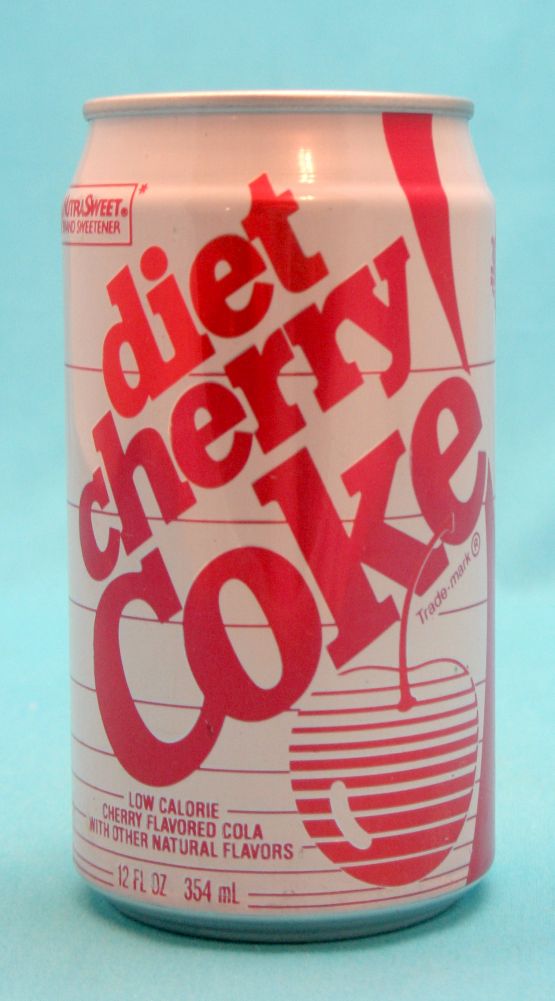 NUTRASWEET®*
BRAND SWEETENER
diet
cherry
Coke
Trade-mark ®
LOW CALORIE
CHERRY FLAVORED COLA
WITH OTHER NATURAL FLAVORS
12 FL OZ 354 mL